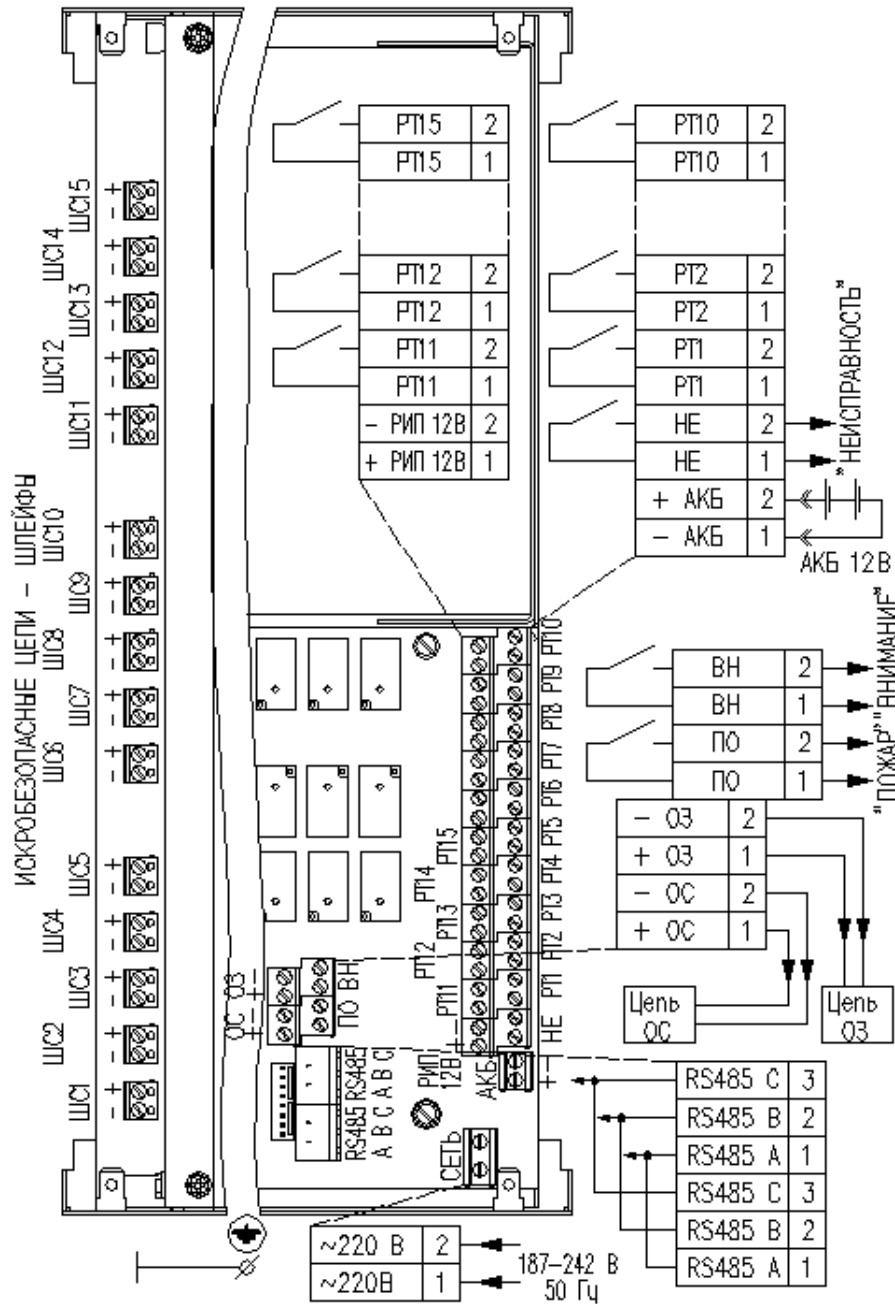 ИСКРОБЕЗОПАСНЫЕ ЦЕПИ – ШЛЕЙФЫ
ШС15 + –
ШС14 + –
ШС13 + –
ШС12 + –
ШС11 + –
ШС10 + –
ШС9 + –
ШС8 + –
ШС7 + –
ШС6 + –
ШС5 + –
ШС4 + –
ШС3 + –
ШС2 + –
ШС1 + –
РТ15 2
РТ15 1
РТ12 2
РТ12 1
РТ11 2
РТ11 1
– РИП 12В 2
+ РИП 12В 1
РТ10 2
РТ10 1
РТ2 2
РТ2 1
РТ1 2
РТ1 1
НЕ 2
НЕ 1
+ АКБ 2
– АКБ 1
"НЕИСПРАВНОСТЬ"
АКБ 12 В
ВН 2
ВН 1
ПО 2
ПО 1
"ВНИМАНИЕ"
"ПОЖАР"
– ОЗ 2
+ ОЗ 1
– ОС 2
+ ОС 1
Цепь ОС
Цепь ОЗ
РТ15
РТ14
РТ13
РТ12
РТ11
РИП 12В
– +
РТ10
РТ9
РТ8
РТ7
РТ6
РТ5
РТ4
РТ3
РТ2
РТ1
НЕ
АКБ
+ –
ОЗ + –
ОС + –
ПО ВН
RS485 RS485
A B C A B C
СЕТЬ
RS485 C 3
RS485 B 2
RS485 A 1
RS485 C 3
RS485 B 2
RS485 A 1
~220 В 2
~220В 1
187–242 В
50 Гц